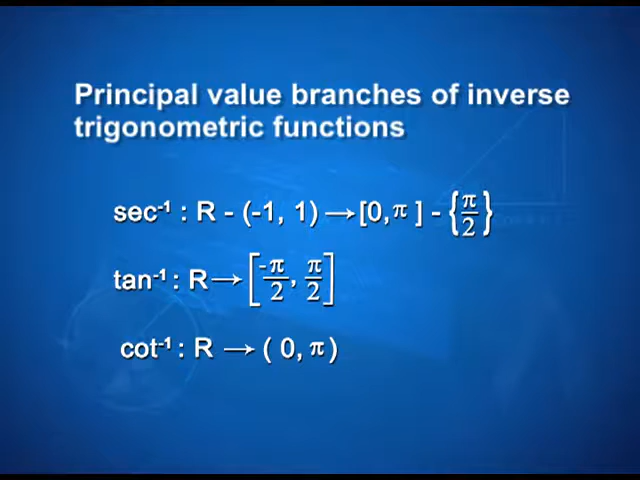 Principal value branches of inverse
trigonometric functions
sec⁻¹ : R - (-1, 1) → [0, π ] - {π/2}
tan⁻¹ : R → [-π/2, π/2]
cot⁻¹ : R → ( 0, π )